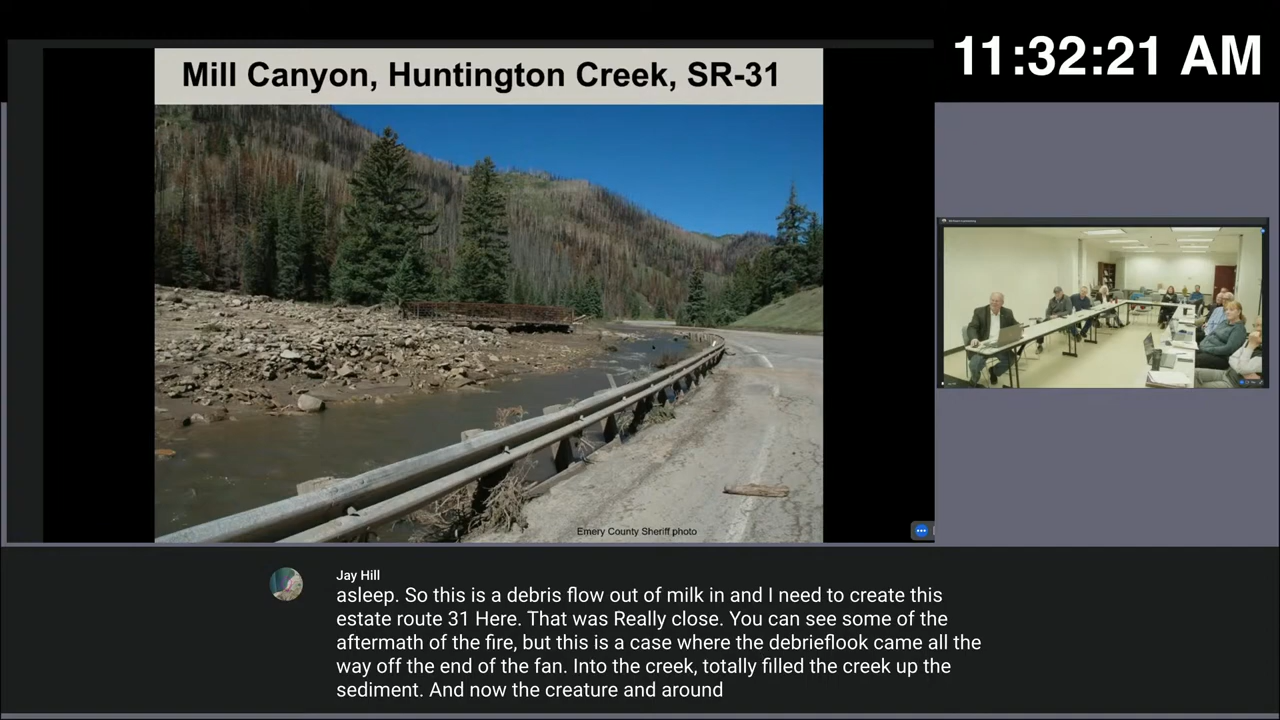 Mill Canyon, Huntington Creek, SR-31
11:32:21 AM
Emery County Sheriff photo
Jay Hill
asleep. So this is a debris flow out of milk in and I need to create this
estate route 31 Here. That was Really close. You can see some of the
aftermath of the fire, but this is a case where the debrieflook came all the
way off the end of the fan. Into the creek, totally filled the creek up the
sediment. And now the creature and around